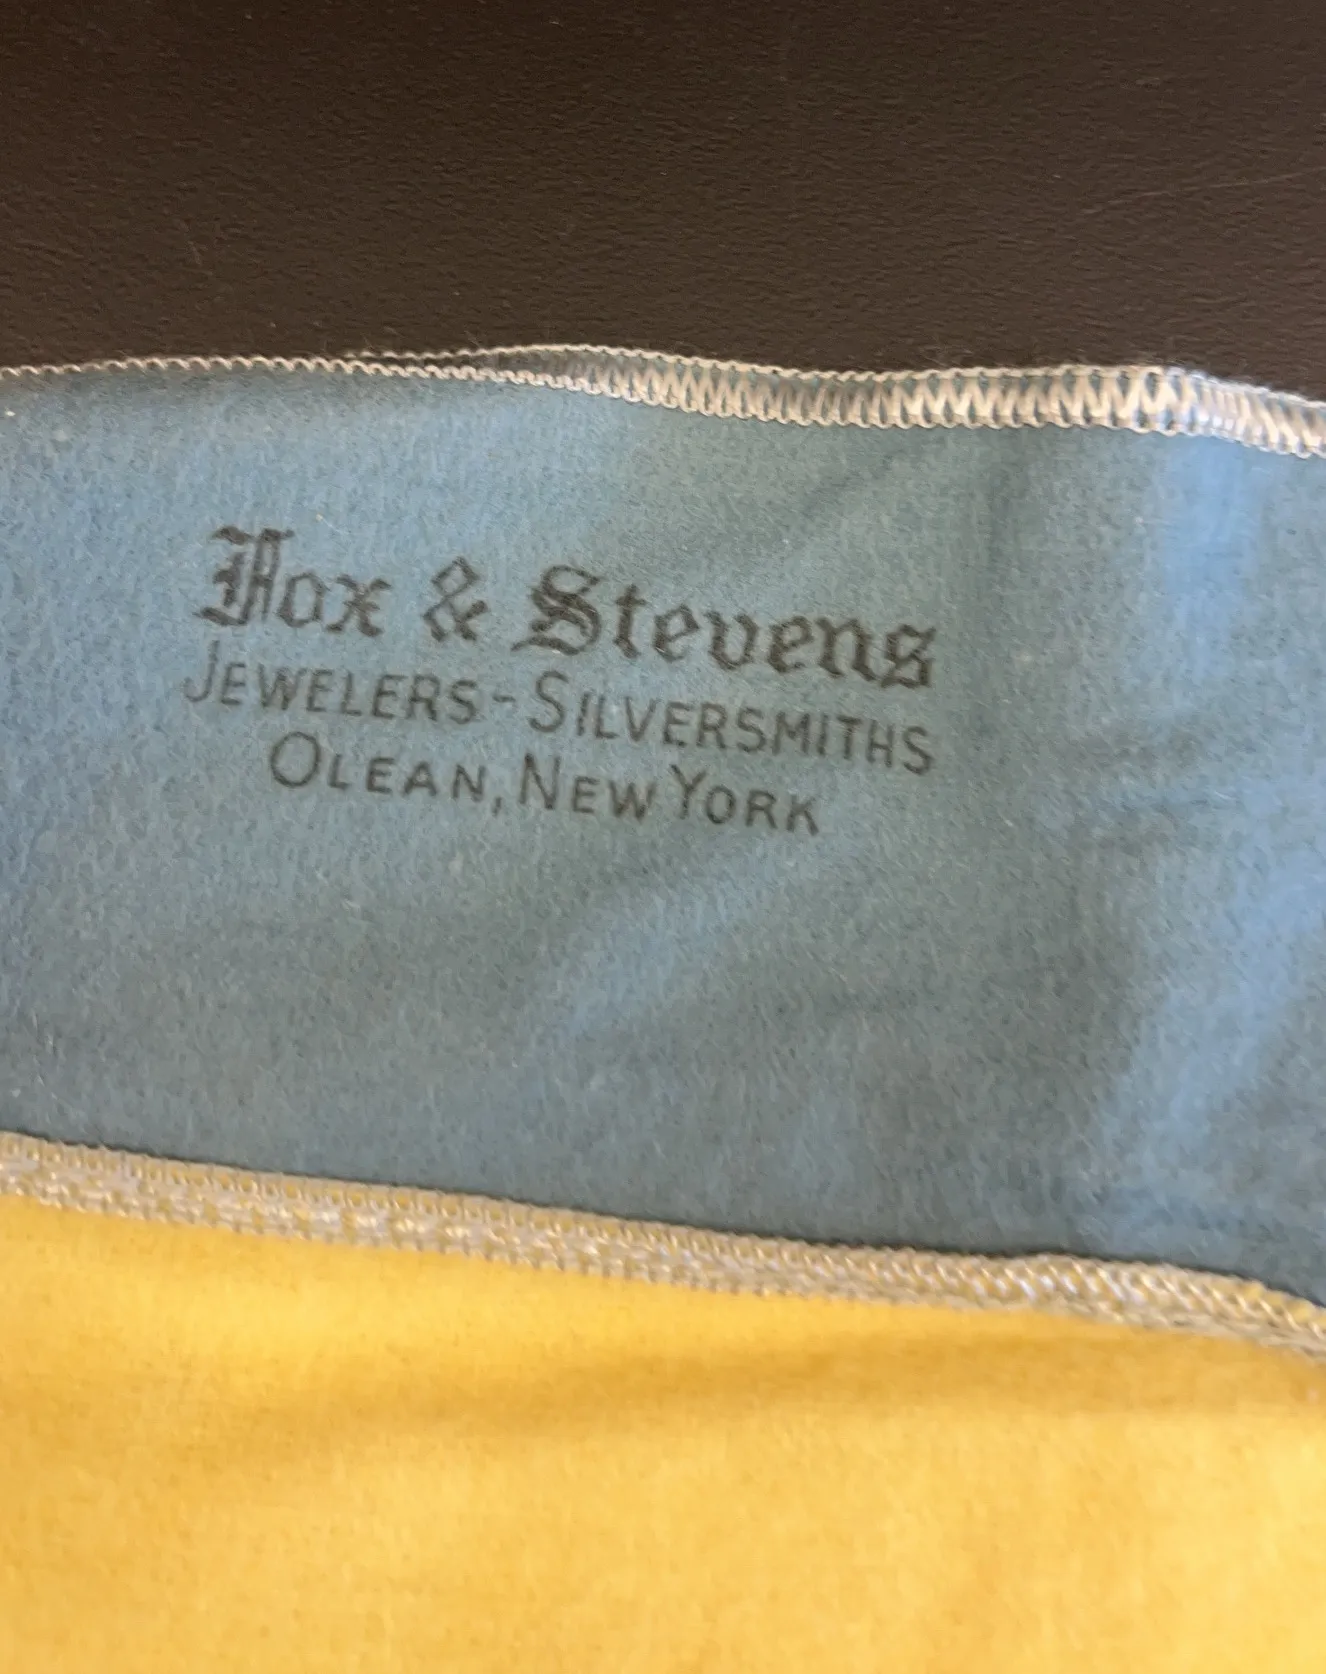 Fox & Stevens
JEWELERS-SILVERSMITHS
OLEAN, NEW YORK